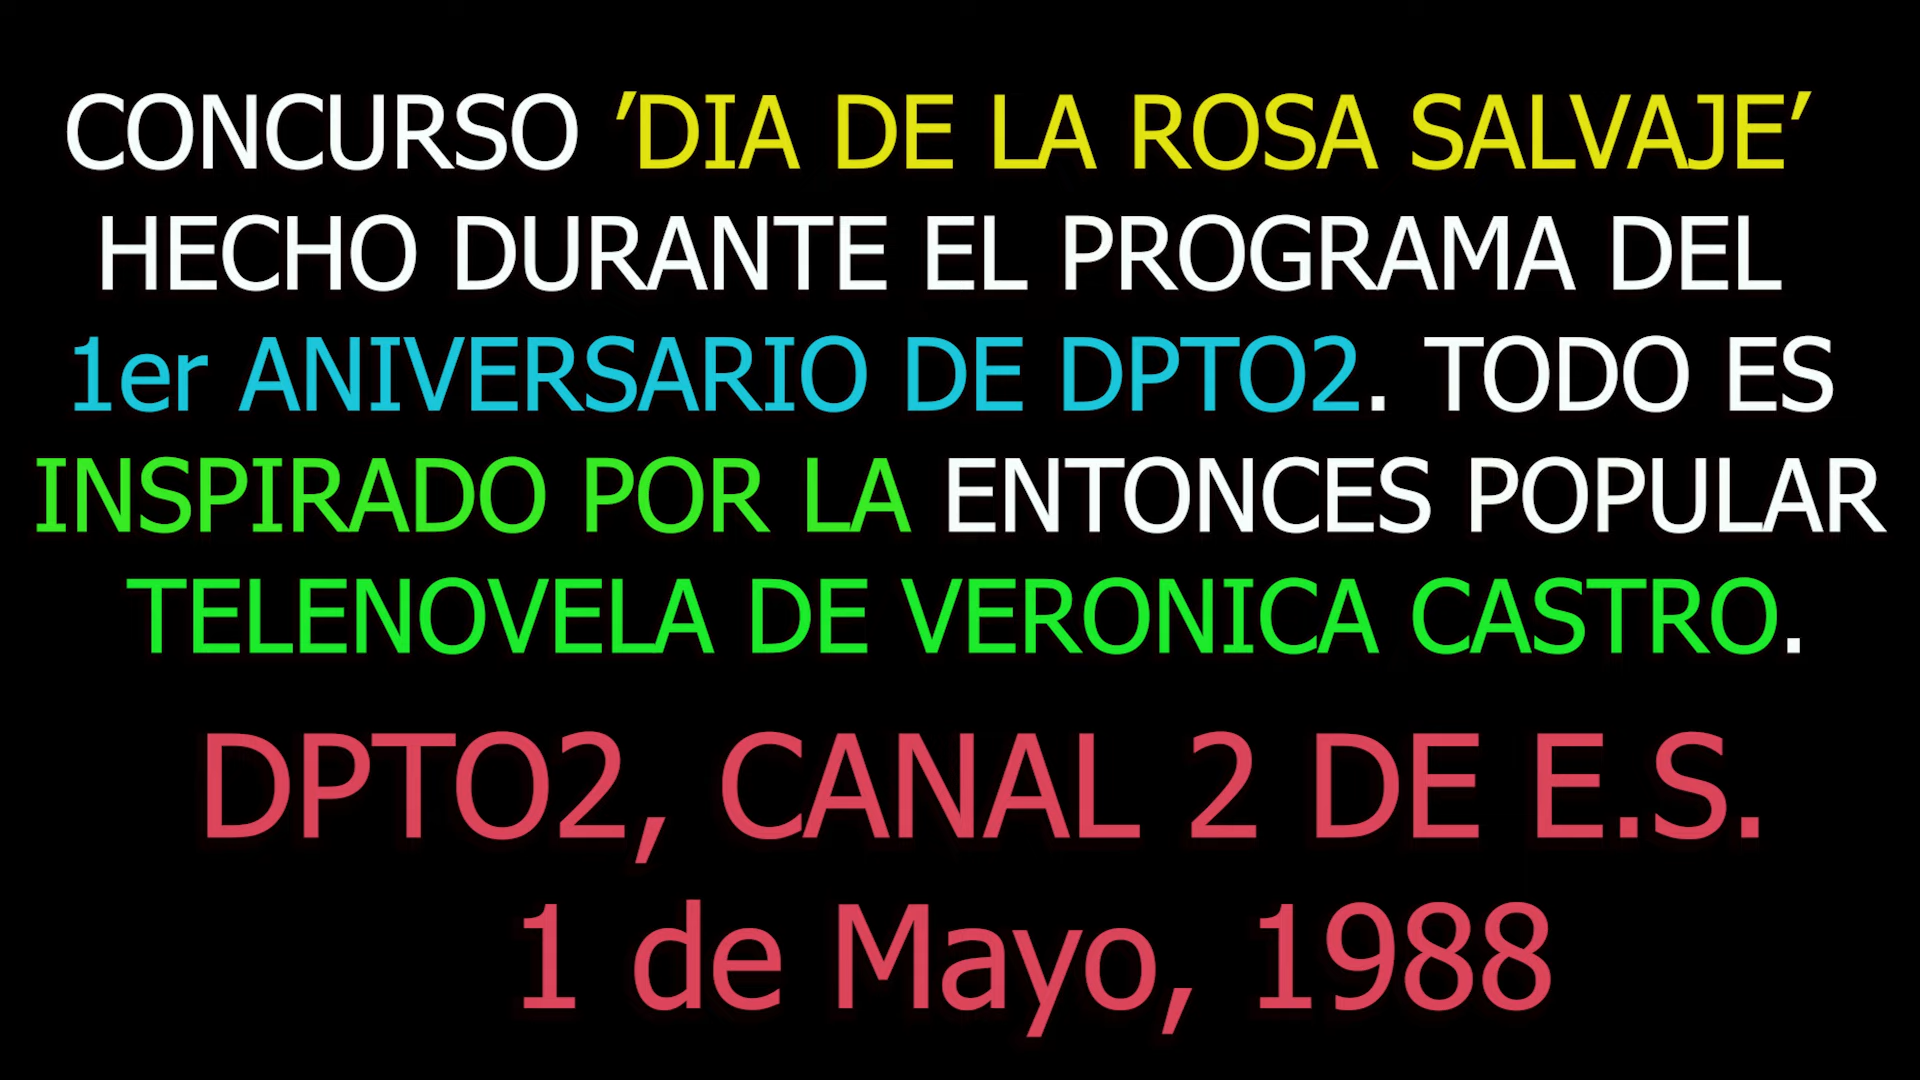 CONCURSO 'DIA DE LA ROSA SALVAJE'
HECHO DURANTE EL PROGRAMA DEL
1er ANIVERSARIO DE DPTO2. TODO ES
INSPIRADO POR LA ENTONCES POPULAR
TELENOVELA DE VERONICA CASTRO.
DPTO2, CANAL 2 DE E.S.
1 de Mayo, 1988